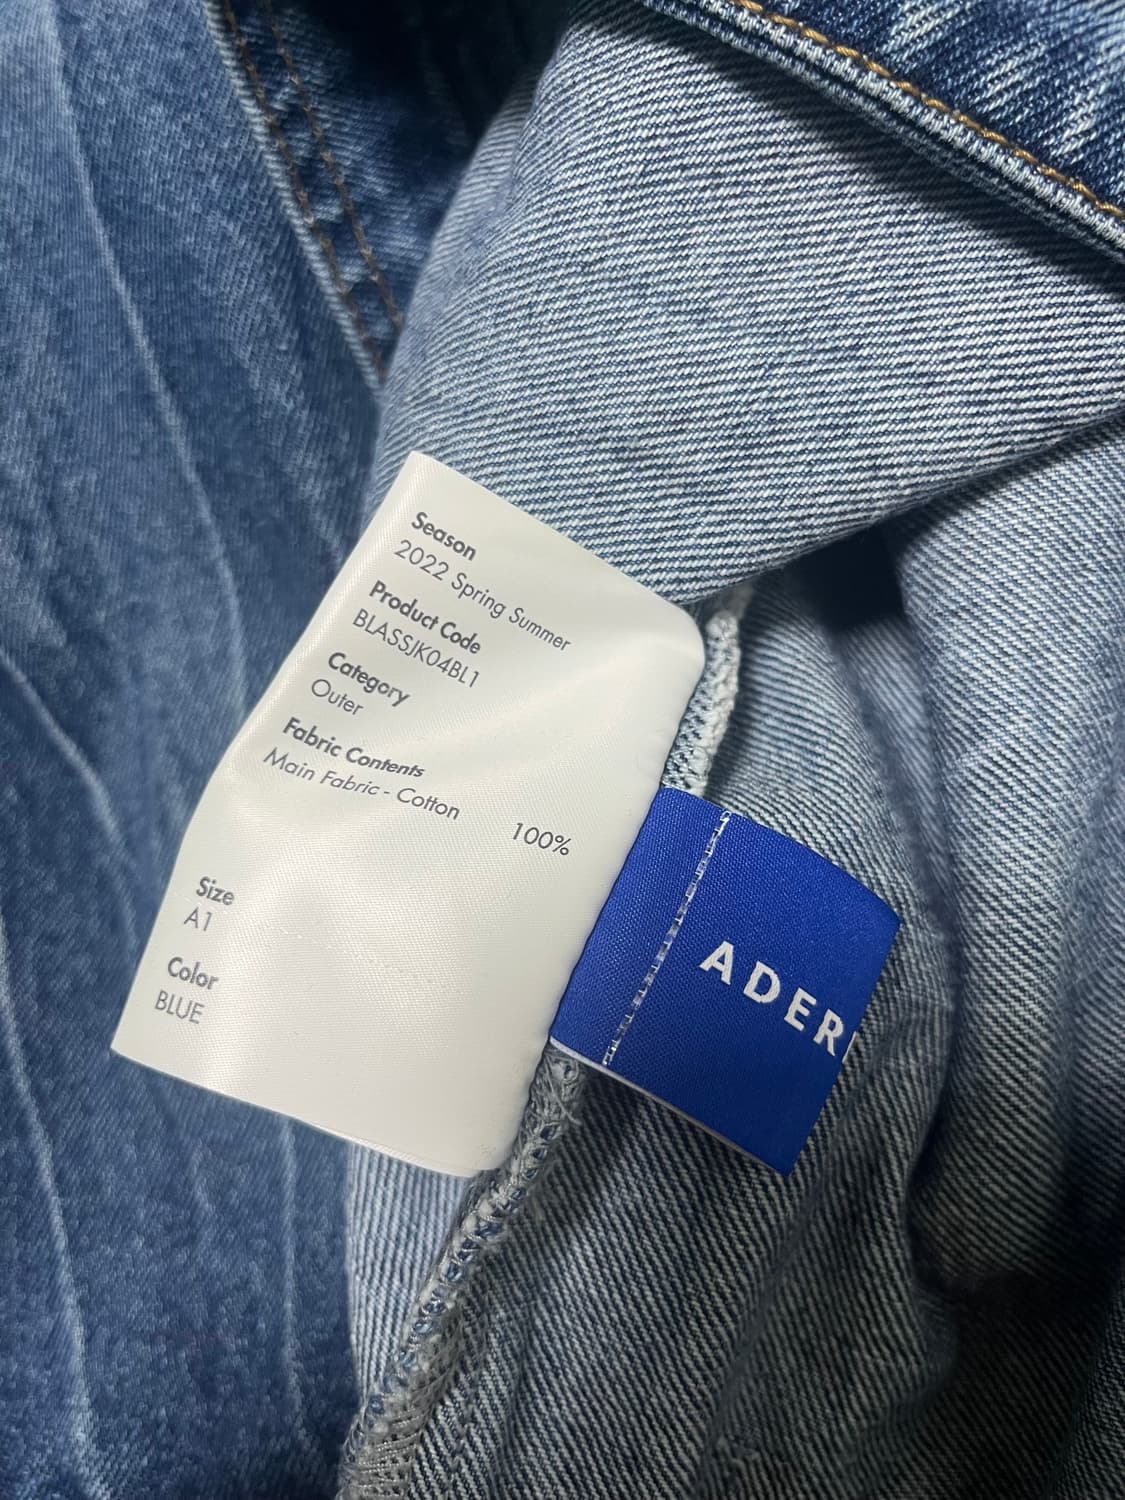 Season
2022 Spring Summer
Product Code
BLASSJK04BL1
Category
Outer
Fabric Contents
Main Fabric - Cotton
100%
Size
A1
Color
BLUE
ADER